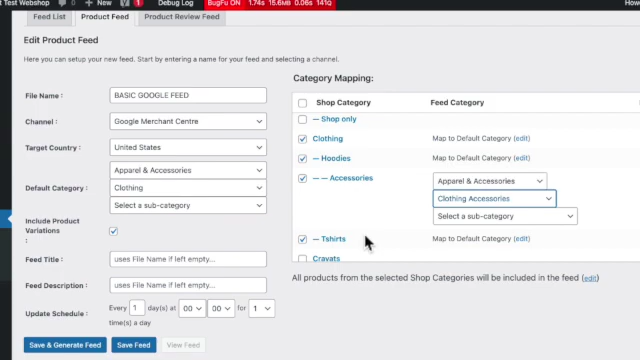 t Test Webshop 0 + New 1 Debug Log BugFu ON 1.74s 15.6MB 0.06s 141Q How
Feed List Product Feed Product Review Feed
Edit Product Feed
Here you can setup your new feed. Start by entering a name for your feed and selecting a channel.
Category Mapping:
File Name : BASIC GOOGLE FEED
Shop Category Feed Category
— Shop only
Channel : Google Merchant Centre
Clothing Map to Default Category (edit)
Target Country : United States
— Hoodies Map to Default Category (edit)
Apparel & Accessories
— — Accessories Apparel & Accessories
Default Category : Clothing
Clothing Accessories
Select a sub-category
Select a sub-category
Include Product
Variations
:
— Tshirts Map to Default Category (edit)
Feed Title : uses File Name if left empty...
Cravats
All products from the selected Shop Categories will be included in the feed (edit)
Feed Description : uses File Name if left empty...
Update Schedule : Every 1 day(s) at 00 00 for 1
time(s) a day
Save & Generate Feed Save Feed View Feed